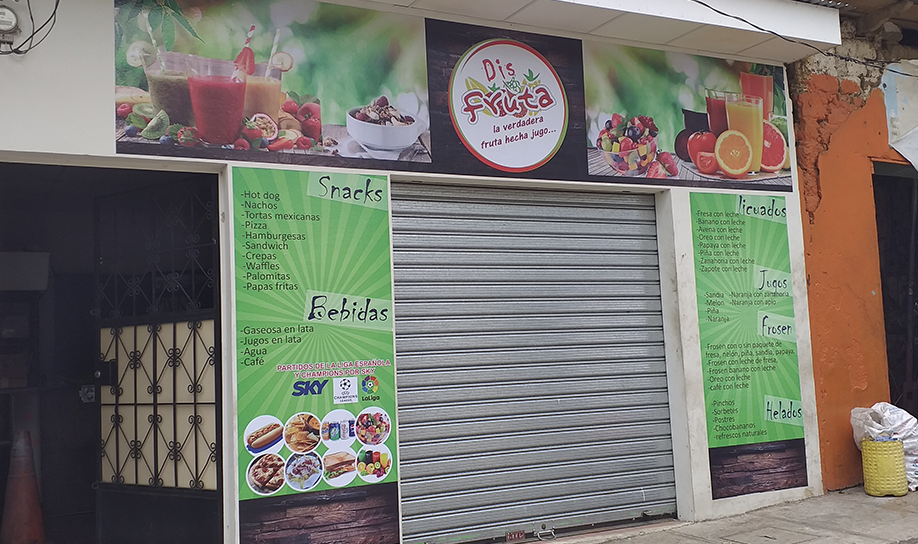 Dis
fruta
la verdadera
fruta hecha jugo...
Snacks
-Hot dog
-Nachos
-Tortas mexicanas
-Pizza
-Hamburgesas
-Sandwich
-Crepas
-Waffles
-Palomitas
-Papas fritas
Bebidas
-Gaseosa en lata
-Jugos en lata
-Agua
-Café
PARTIDOS DE LA LIGA ESPAÑOLA
Y CHAMPIONS POR SKY
SKY
CHAMPIONS
LEAGUE
LaLiga
licuados
-Fresa con leche
-Banano con leche
-Avena con leche
-Oreo con leche
-Papaya con leche
-Piña con leche
-Zanahoria con leche
-Zapote con leche
Jugos
-Sandia -Naranja con zanahoria
-Melon -Naranja con apio
-Piña
-Naranja
Frosen
-Frosen con o sin paquete de
fresa, melón, piña, sandia, papaya.
-Frosen con leche de fresa
-Frosen banano con leche
-Oreo con leche
-café con leche
Helados
-Pinchos
-Sorbetes
-Postres
-Chocobananos
-refrescos naturales